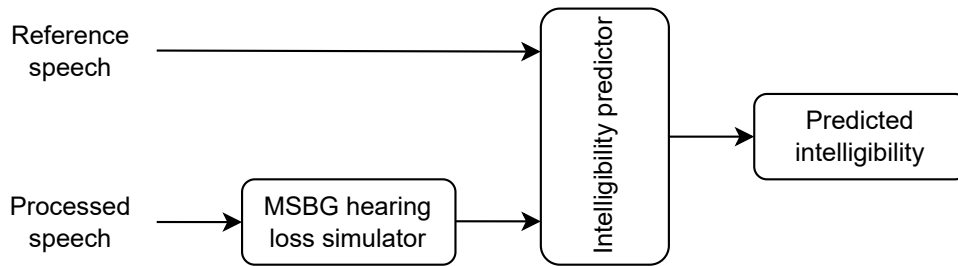 Reference
speech
Processed
speech
MSBG hearing
loss simulator
Intelligibility predictor
Predicted
intelligibility